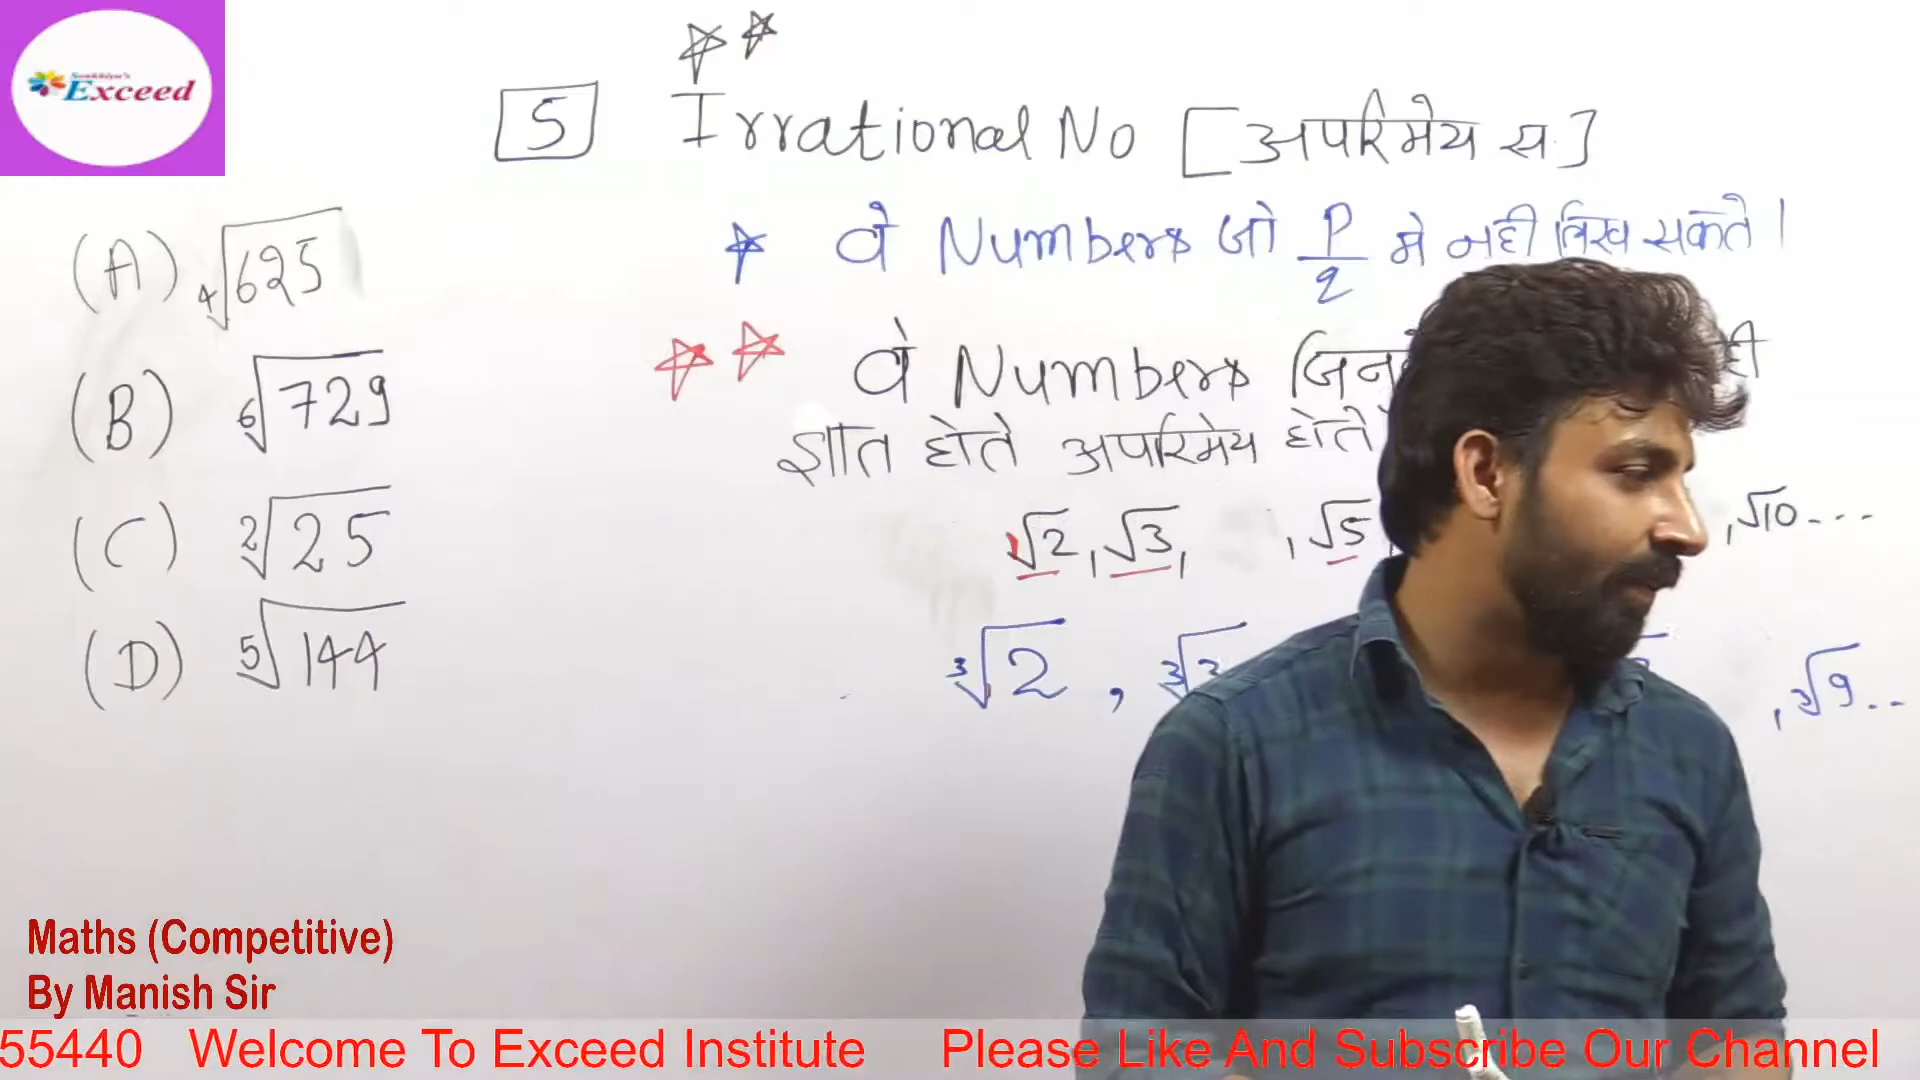 Samkhitya's
Exceed
5 Irrational No [अपरिमेय स.]
वे Numbers जो p/q मे नही लिख सकते।
वे Numbers
ज्ञात होते अपरिमेय होते
√2, √3, , √5 , √10 ...
∛2 , ∛3 , ∛9 ..
(A) ∜625
(B) ⁶√729
(C) ²√25
(D) ⁵√144
Maths (Competitive)
By Manish Sir
55440 Welcome To Exceed Institute Please Like And Subscribe Our Channel